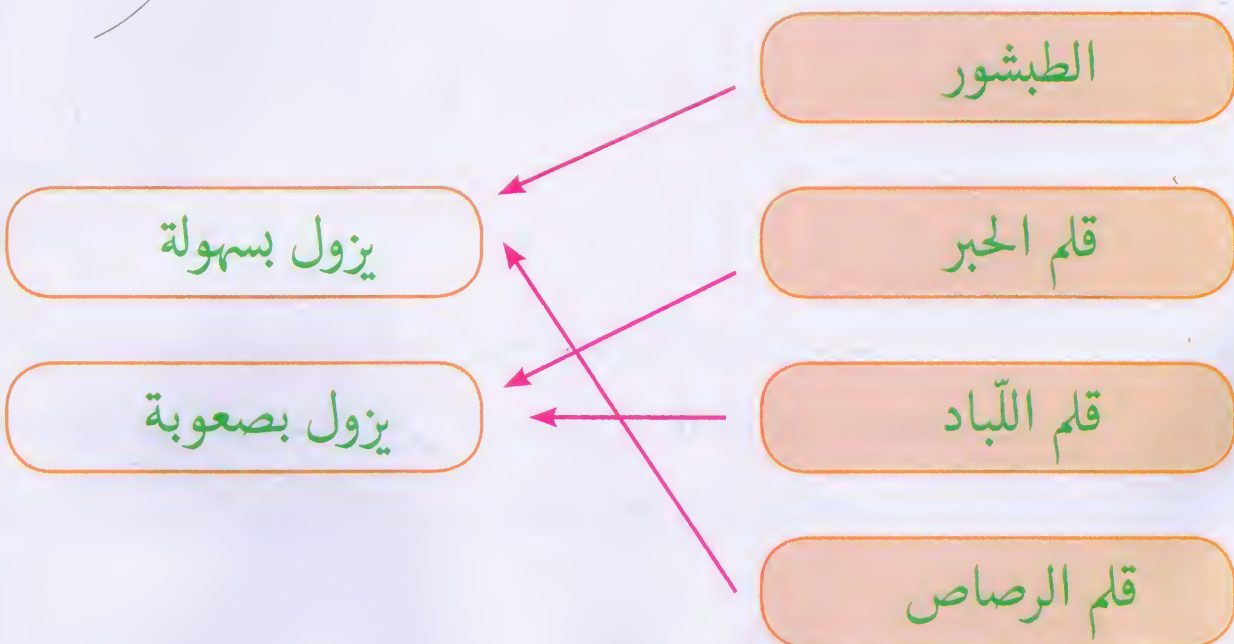 الطبشور
قلم الحبر
يزول بسهولة
قلم اللّباد
يزول بصعوبة
قلم الرصاص